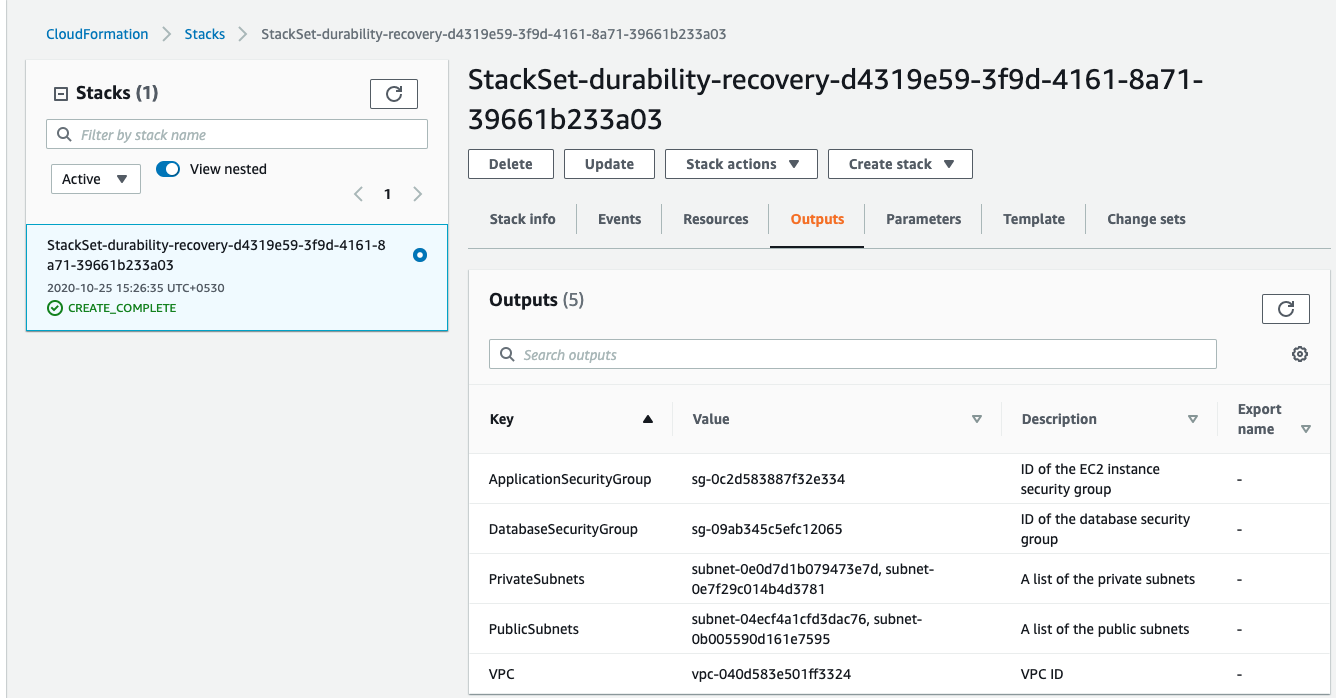 CloudFormation > Stacks > StackSet-durability-recovery-d4319e59-3f9d-4161-8a71-39661b233a03
Stacks (1)
Filter by stack name
Active
View nested
1
StackSet-durability-recovery-d4319e59-3f9d-4161-8
a71-39661b233a03
2020-10-25 15:26:35 UTC+0530
CREATE_COMPLETE
StackSet-durability-recovery-d4319e59-3f9d-4161-8a71-
39661b233a03
Delete Update Stack actions Create stack
Stack info Events Resources Outputs Parameters Template Change sets
Outputs (5)
Search outputs
Key Value Description Export
name
ApplicationSecurityGroup sg-0c2d583887f32e334 ID of the EC2 instance
security group -
DatabaseSecurityGroup sg-09ab345c5efc12065 ID of the database security
group -
PrivateSubnets subnet-0e0d7d1b079473e7d, subnet-
0e7f29c014b4d3781 A list of the private subnets -
PublicSubnets subnet-04ecf4a1cfd3dac76, subnet-
0b005590d161e7595 A list of the public subnets -
VPC vpc-040d583e501ff3324 VPC ID -